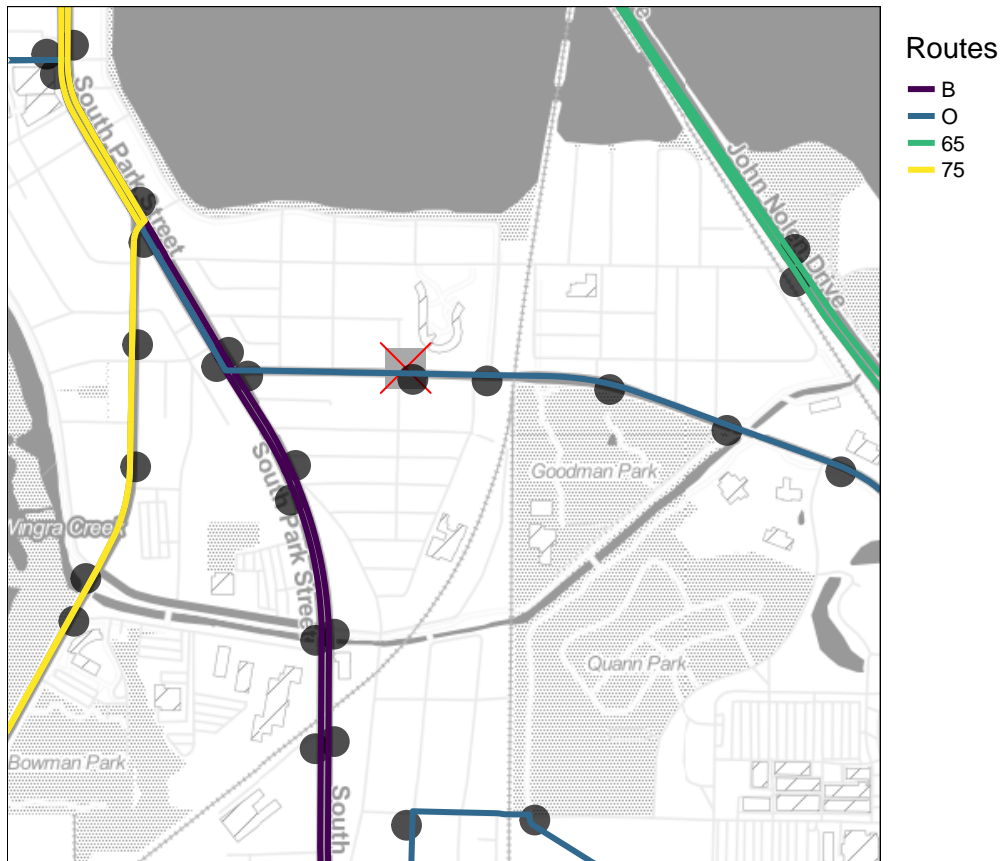 Routes
B
O
65
75
South Park Street
John Nolen Drive
Goodman Park
South Park Street
Wingra Creek
Quann Park
Bowman Park
South